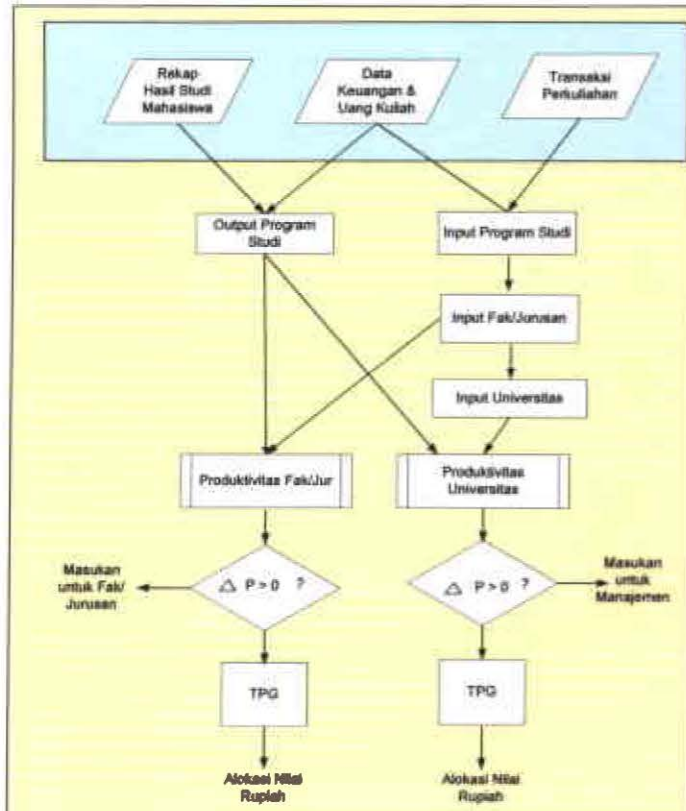 Rekap
Hasil Studi
Mahasiswa
Data
Keuangan &
Uang Kuliah
Transaksi
Perkuliahan
Output Program
Studi
Input Program Studi
Input Fak/Jurusan
Input Universitas
Produktivitas Fak/Jur
Produktivitas
Universitas
Masukan
untuk Fak/
Jurusan
△ P > 0 ?
△ P > 0 ?
Masukan
untuk
Manajemen
TPG
TPG
Alokasi Nilai
Rupiah
Alokasi Nilai
Rupiah